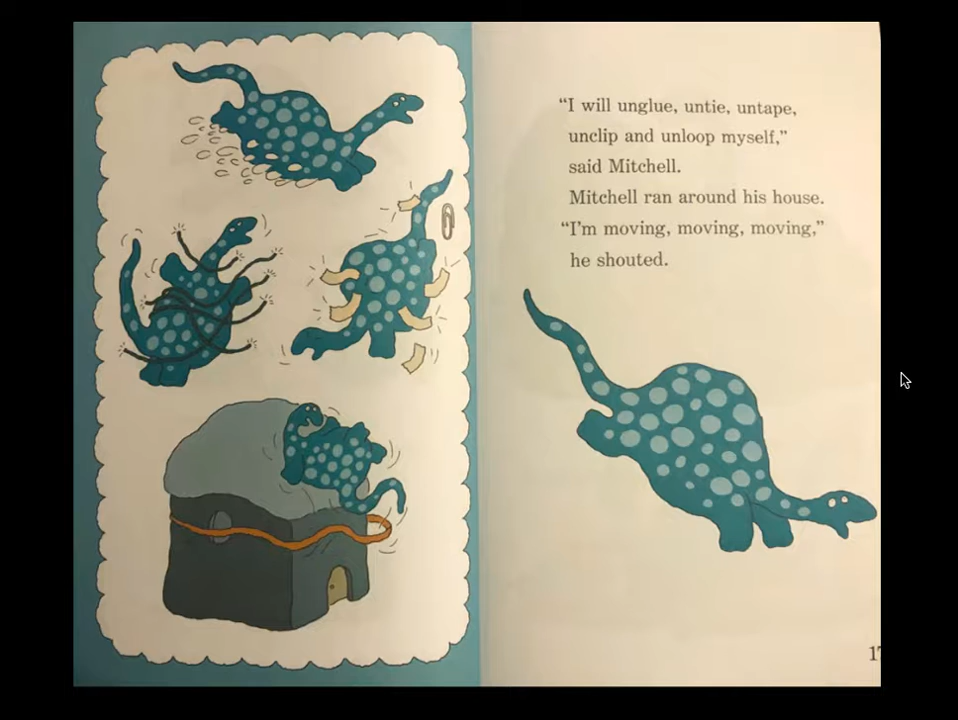 “I will unglue, untie, untape,
unclip and unloop myself,”
said Mitchell.
Mitchell ran around his house.
“I’m moving, moving, moving,”
he shouted.